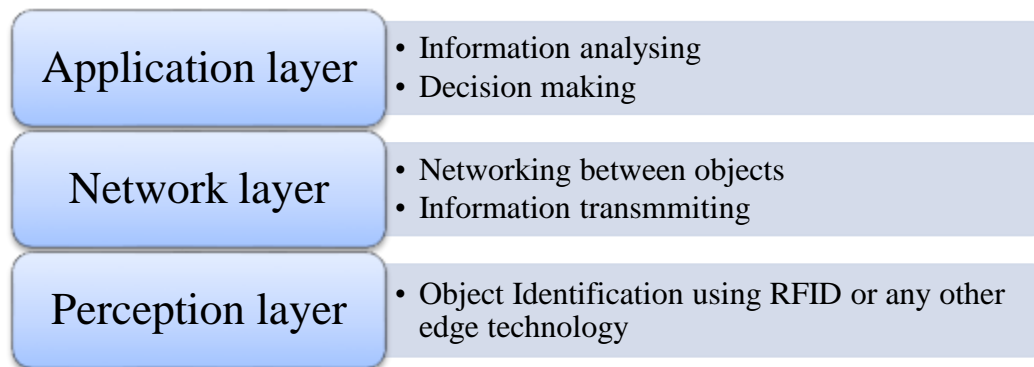 Application layer
• Information analysing
• Decision making
Network layer
• Networking between objects
• Information transmmiting
Perception layer
• Object Identification using RFID or any other
edge technology